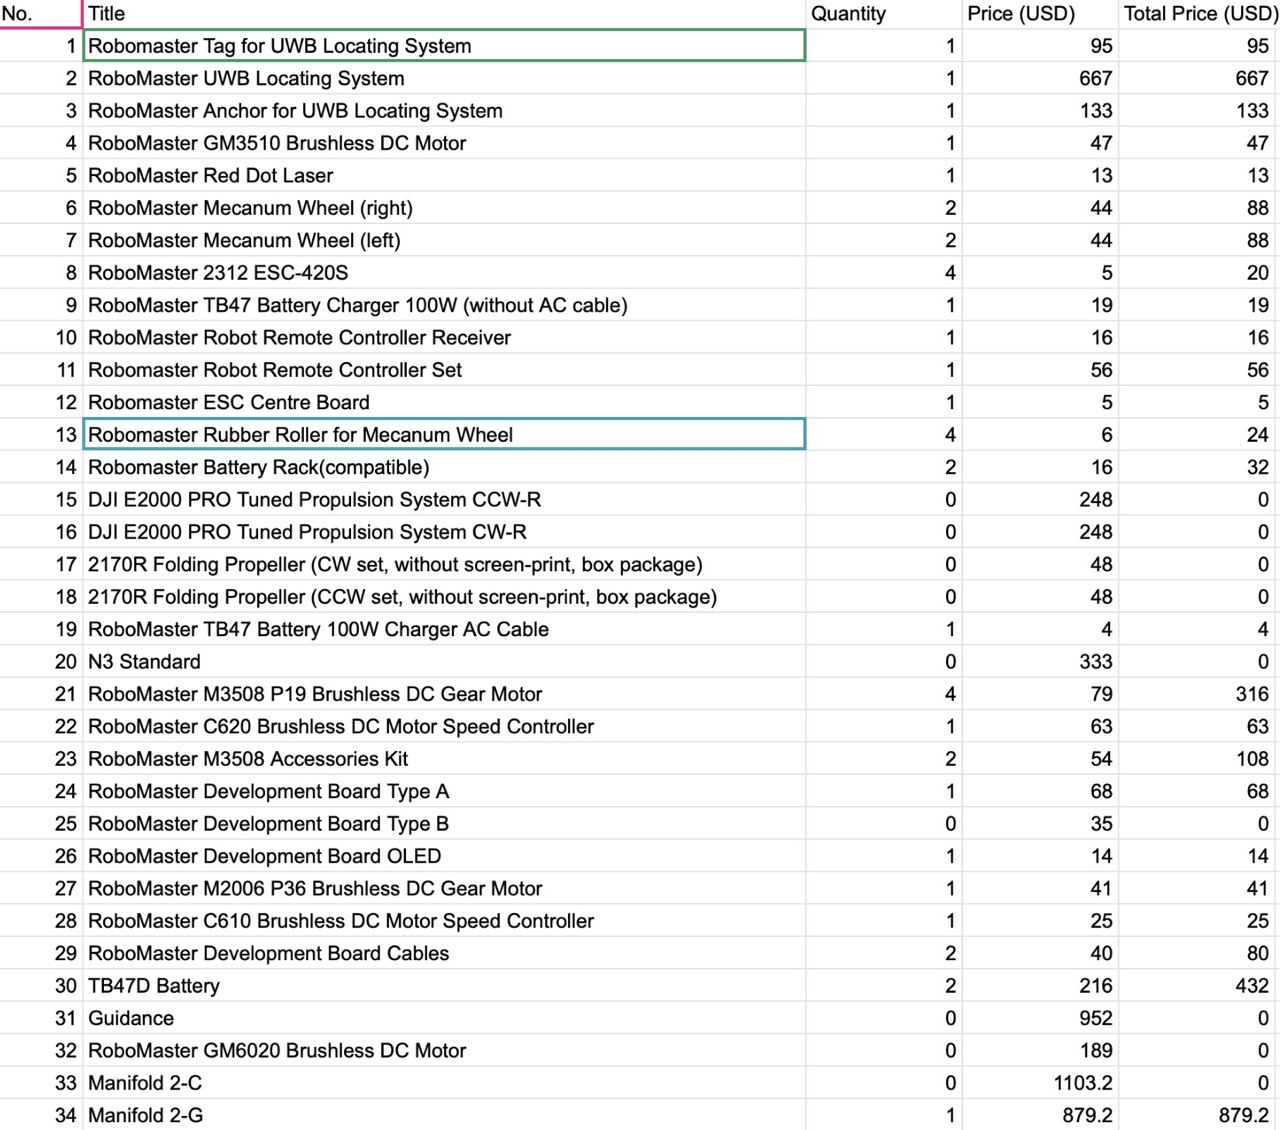 No. Title Quantity Price (USD) Total Price (USD)
1 Robomaster Tag for UWB Locating System 1 95 95
2 RoboMaster UWB Locating System 1 667 667
3 RoboMaster Anchor for UWB Locating System 1 133 133
4 RoboMaster GM3510 Brushless DC Motor 1 47 47
5 RoboMaster Red Dot Laser 1 13 13
6 RoboMaster Mecanum Wheel (right) 2 44 88
7 RoboMaster Mecanum Wheel (left) 2 44 88
8 RoboMaster 2312 ESC-420S 4 5 20
9 RoboMaster TB47 Battery Charger 100W (without AC cable) 1 19 19
10 RoboMaster Robot Remote Controller Receiver 1 16 16
11 RoboMaster Robot Remote Controller Set 1 56 56
12 Robomaster ESC Centre Board 1 5 5
13 Robomaster Rubber Roller for Mecanum Wheel 4 6 24
14 Robomaster Battery Rack(compatible) 2 16 32
15 DJI E2000 PRO Tuned Propulsion System CCW-R 0 248 0
16 DJI E2000 PRO Tuned Propulsion System CW-R 0 248 0
17 2170R Folding Propeller (CW set, without screen-print, box package) 0 48 0
18 2170R Folding Propeller (CCW set, without screen-print, box package) 0 48 0
19 RoboMaster TB47 Battery 100W Charger AC Cable 1 4 4
20 N3 Standard 0 333 0
21 RoboMaster M3508 P19 Brushless DC Gear Motor 4 79 316
22 RoboMaster C620 Brushless DC Motor Speed Controller 1 63 63
23 RoboMaster M3508 Accessories Kit 2 54 108
24 RoboMaster Development Board Type A 1 68 68
25 RoboMaster Development Board Type B 0 35 0
26 RoboMaster Development Board OLED 1 14 14
27 RoboMaster M2006 P36 Brushless DC Gear Motor 1 41 41
28 RoboMaster C610 Brushless DC Motor Speed Controller 1 25 25
29 RoboMaster Development Board Cables 2 40 80
30 TB47D Battery 2 216 432
31 Guidance 0 952 0
32 RoboMaster GM6020 Brushless DC Motor 0 189 0
33 Manifold 2-C 0 1103.2 0
34 Manifold 2-G 1 879.2 879.2